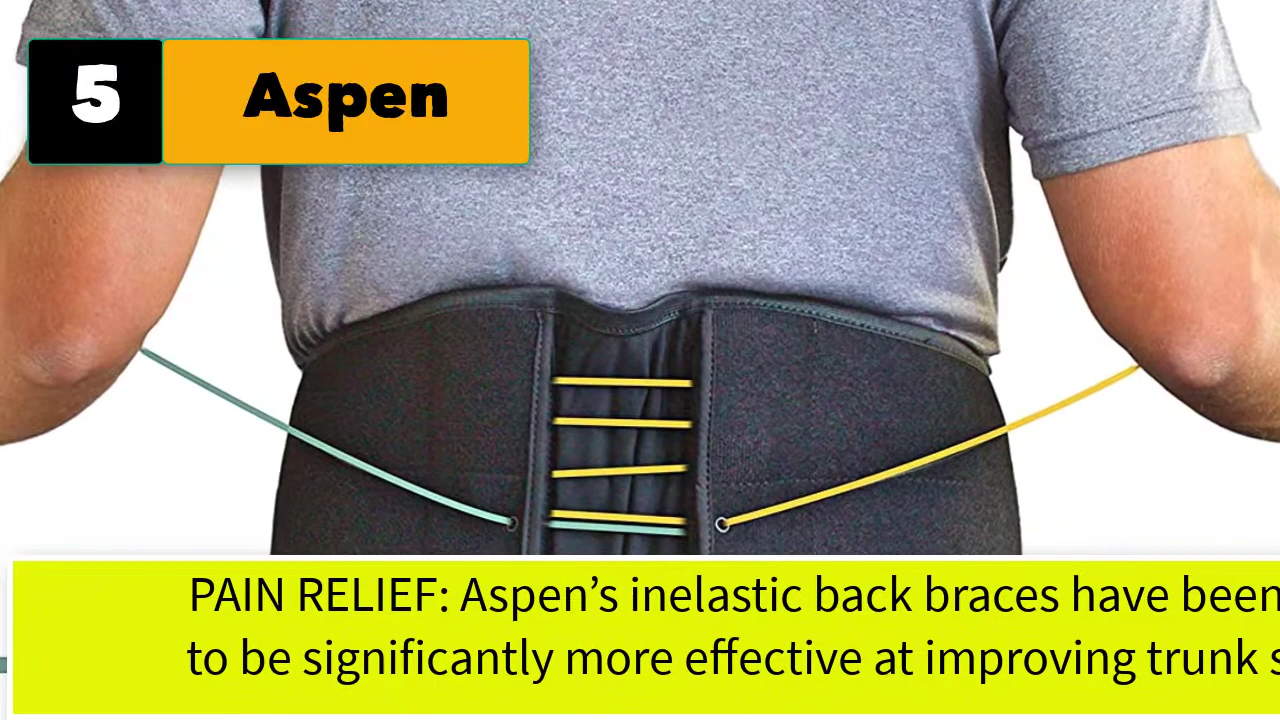 5
Aspen
PAIN RELIEF: Aspen’s inelastic back braces have been
to be significantly more effective at improving trunk